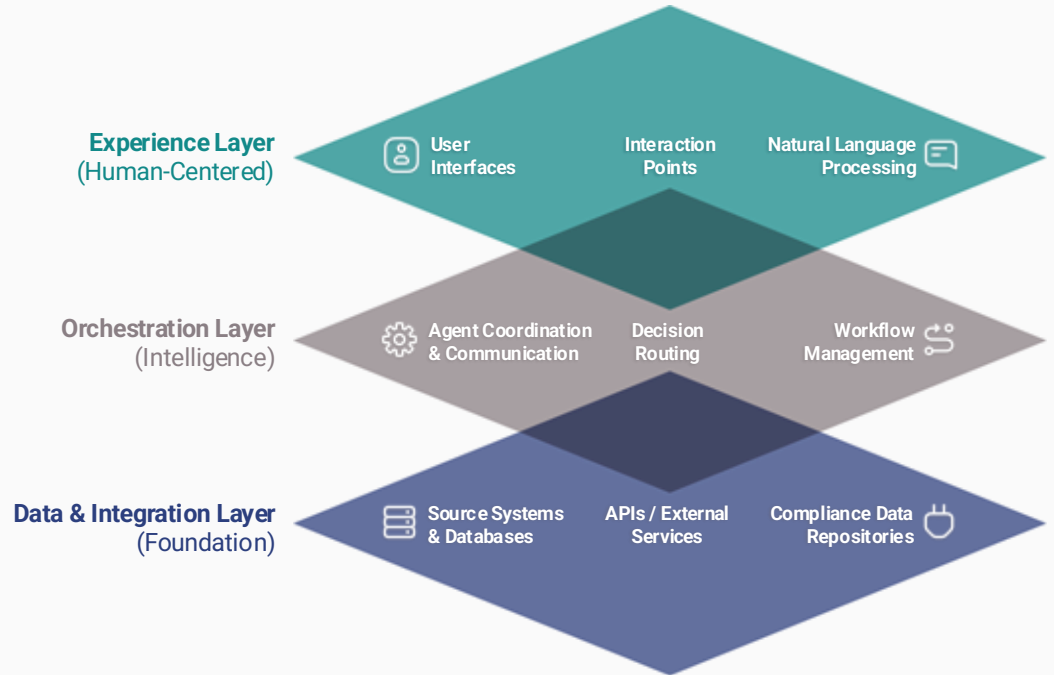 Experience Layer
(Human-Centered)
User
Interfaces
Interaction
Points
Natural Language
Processing
Orchestration Layer
(Intelligence)
Agent Coordination
& Communication
Decision
Routing
Workflow
Management
Data & Integration Layer
(Foundation)
Source Systems
& Databases
APIs / External
Services
Compliance Data
Repositories